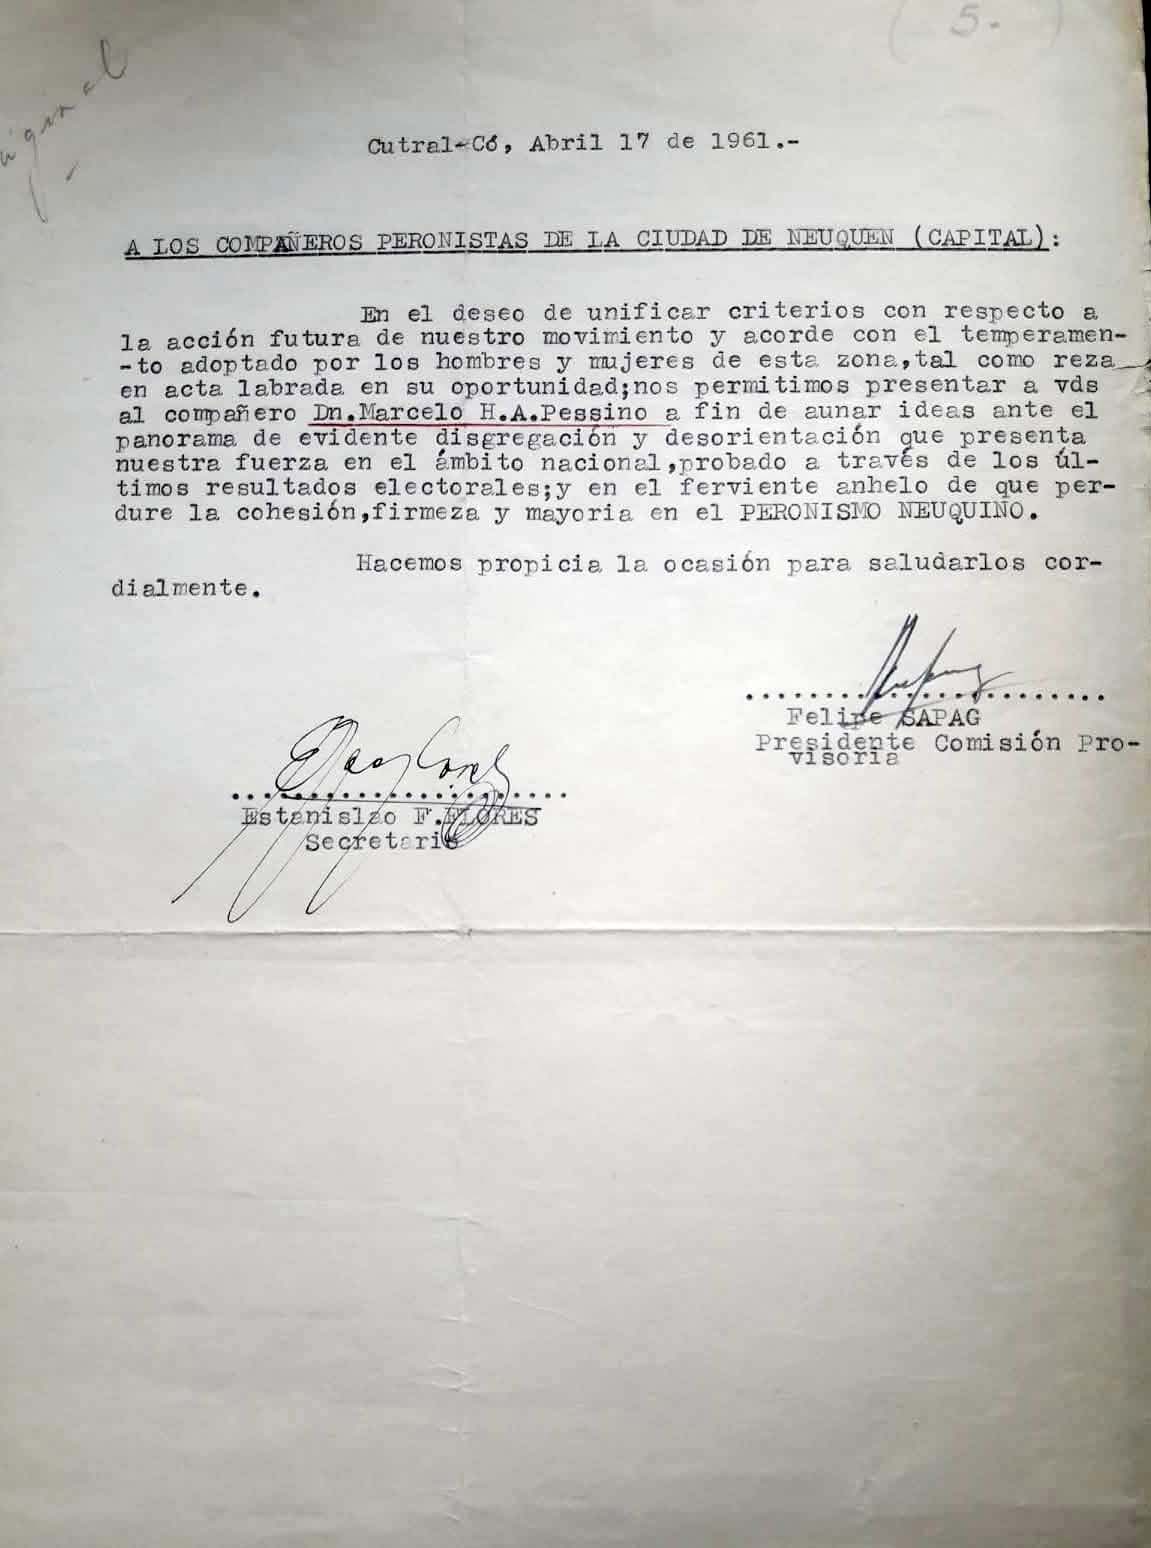 ( 5. )
original
Cutral-Có, Abril 17 de 1961.-
A LOS COMPAÑEROS PERONISTAS DE LA CIUDAD DE NEUQUEN (CAPITAL):
En el deseo de unificar criterios con respecto a
la acción futura de nuestro movimiento y acorde con el temperamen-
-to adoptado por los hombres y mujeres de esta zona,tal como reza
en acta labrada en su oportunidad;nos permitimos presentar a vds
al compañero Dn.Marcelo H.A.Pessino a fin de aunar ideas ante el
panorama de evidente disgregación y desorientación que presenta
nuestra fuerza en el ámbito nacional,probado a través de los úl-
timos resultados electorales;y en el ferviente anhelo de que per-
dure la cohesión,firmeza y mayoria en el PERONISMO NEUQUINO.
Hacemos propicia la ocasión para saludarlos cor-
dialmente.
Felipe SAPAG
Presidente Comisión Pro-
visoria
Estanislao F.FLORES
Secretario